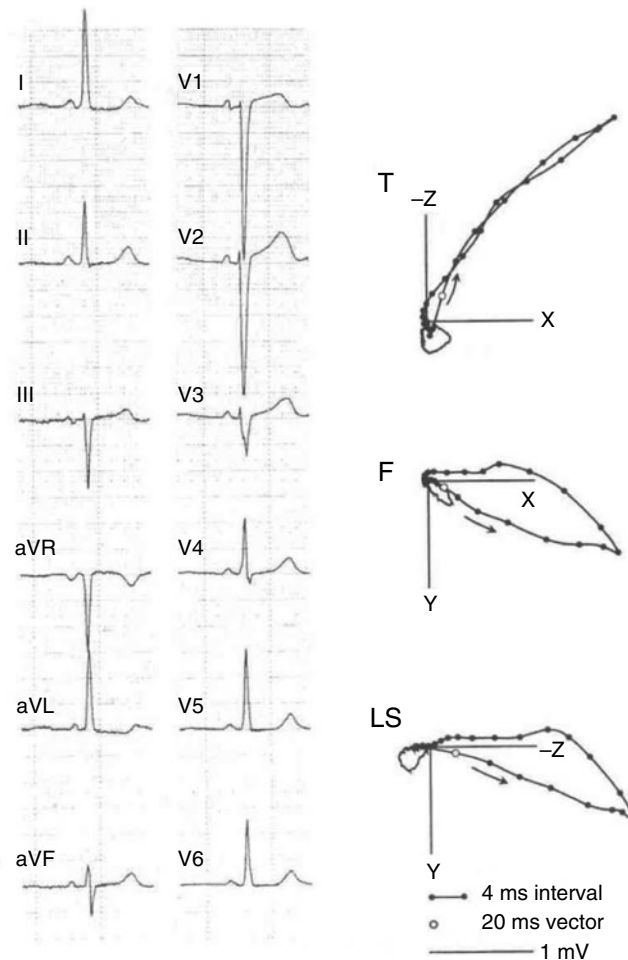 I
V1
T
–Z
X
II
V2
III
V3
F
X
Y
aVR
V4
aVL
V5
LS
–Z
Y
aVF
V6
4 ms interval
20 ms vector
1 mV